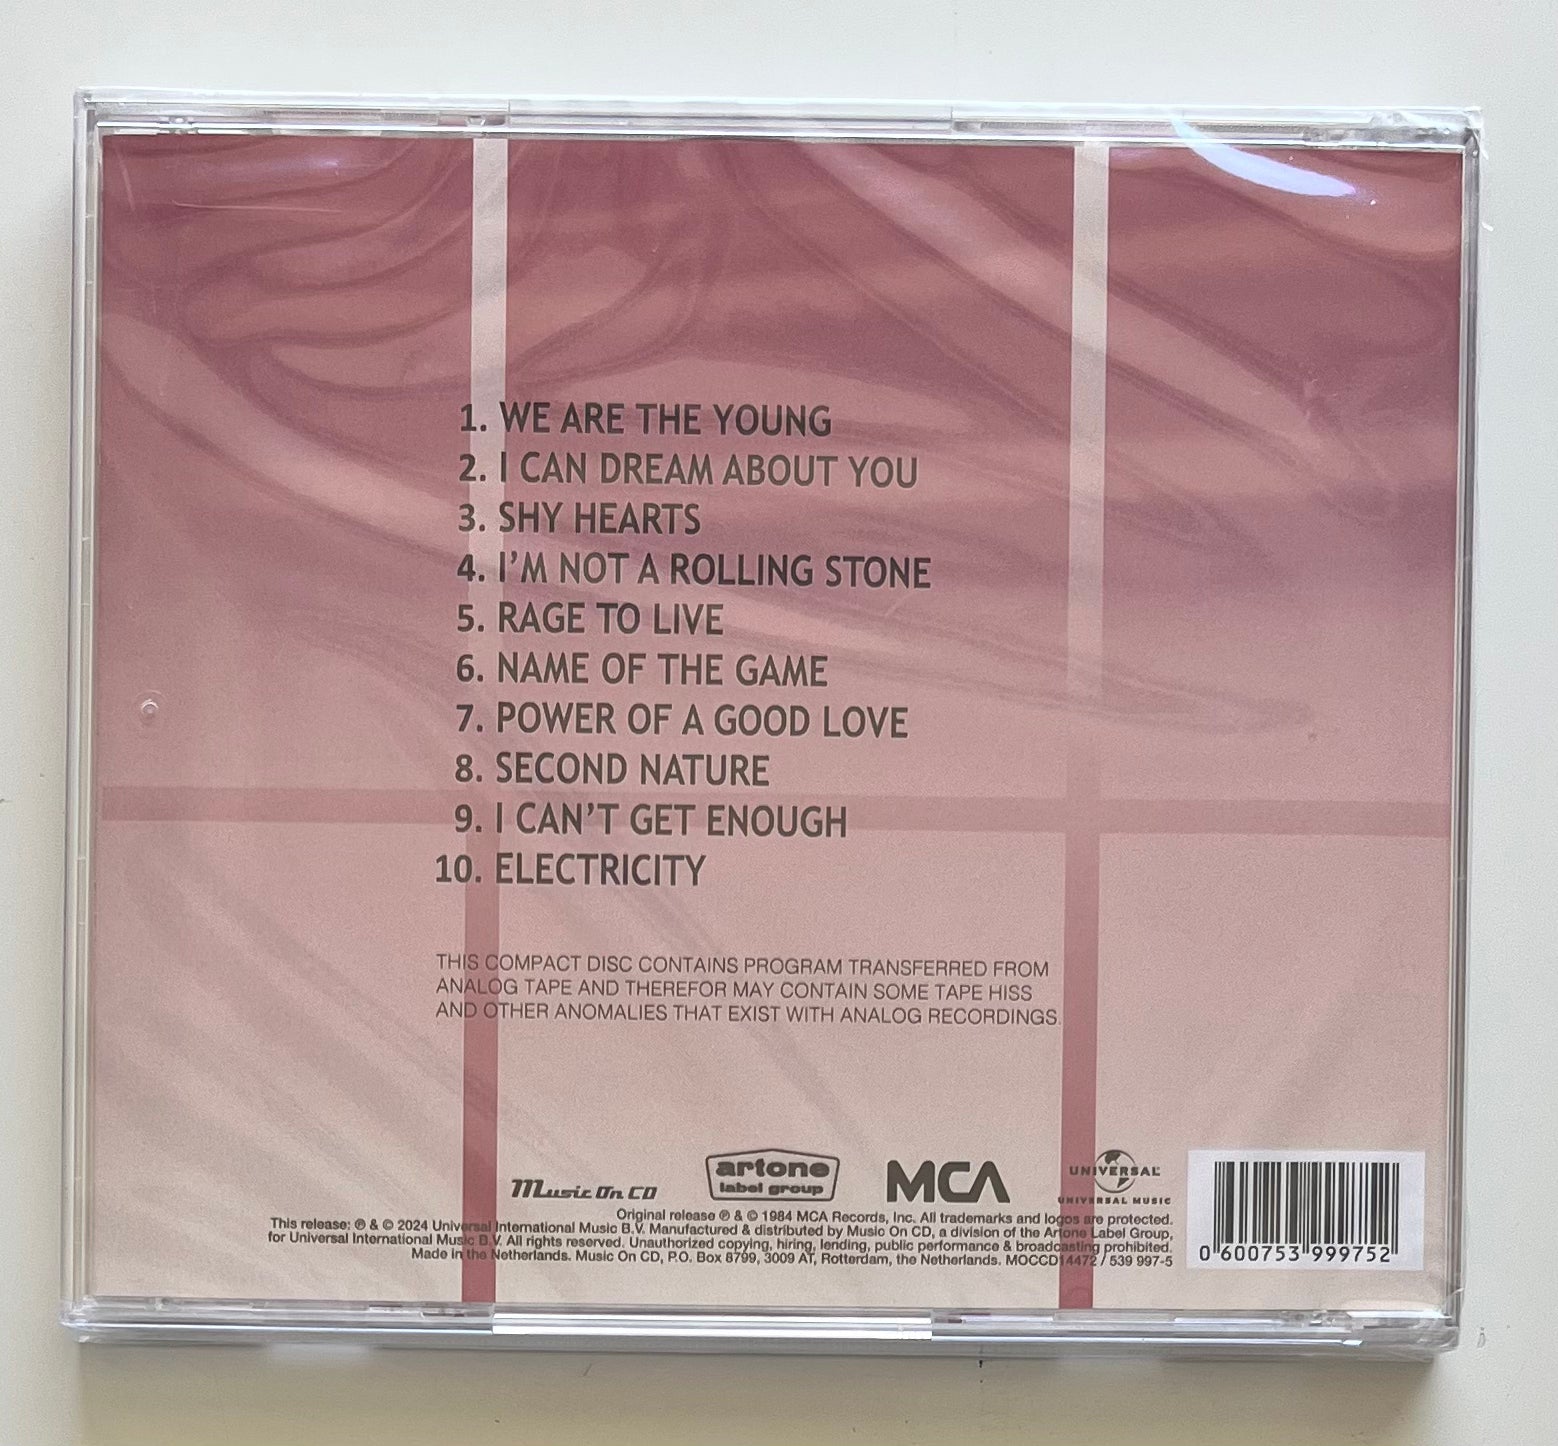 1. WE ARE THE YOUNG
2. I CAN DREAM ABOUT YOU
3. SHY HEARTS
4. I'M NOT A ROLLING STONE
5. RAGE TO LIVE
6. NAME OF THE GAME
7. POWER OF A GOOD LOVE
8. SECOND NATURE
9. I CAN'T GET ENOUGH
10. ELECTRICITY
THIS COMPACT DISC CONTAINS PROGRAM TRANSFERRED FROM
ANALOG TAPE AND THEREFOR MAY CONTAIN SOME TAPE HISS
AND OTHER ANOMALIES THAT EXIST WITH ANALOG RECORDINGS.
Music On CD
artone
label group
MCA
UNIVERSAL
UNIVERSAL MUSIC
Original release ℗ & © 1984 MCA Records, Inc. All trademarks and logos are protected.
This release: ℗ & © 2024 Universal International Music B.V. Manufactured & distributed by Music On CD, a division of the Artone Label Group,
for Universal International Music B.V. All rights reserved. Unauthorized copying, hiring, lending, public performance & broadcasting prohibited.
Made in the Netherlands. Music On CD, P.O. Box 8799, 3009 AT, Rotterdam, the Netherlands. MOCCD14472 / 539 997-5
0 600753 999752